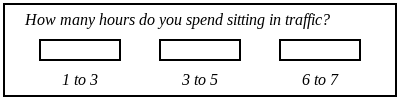 How many hours do you spend sitting in traffic?
1 to 3 3 to 5 6 to 7